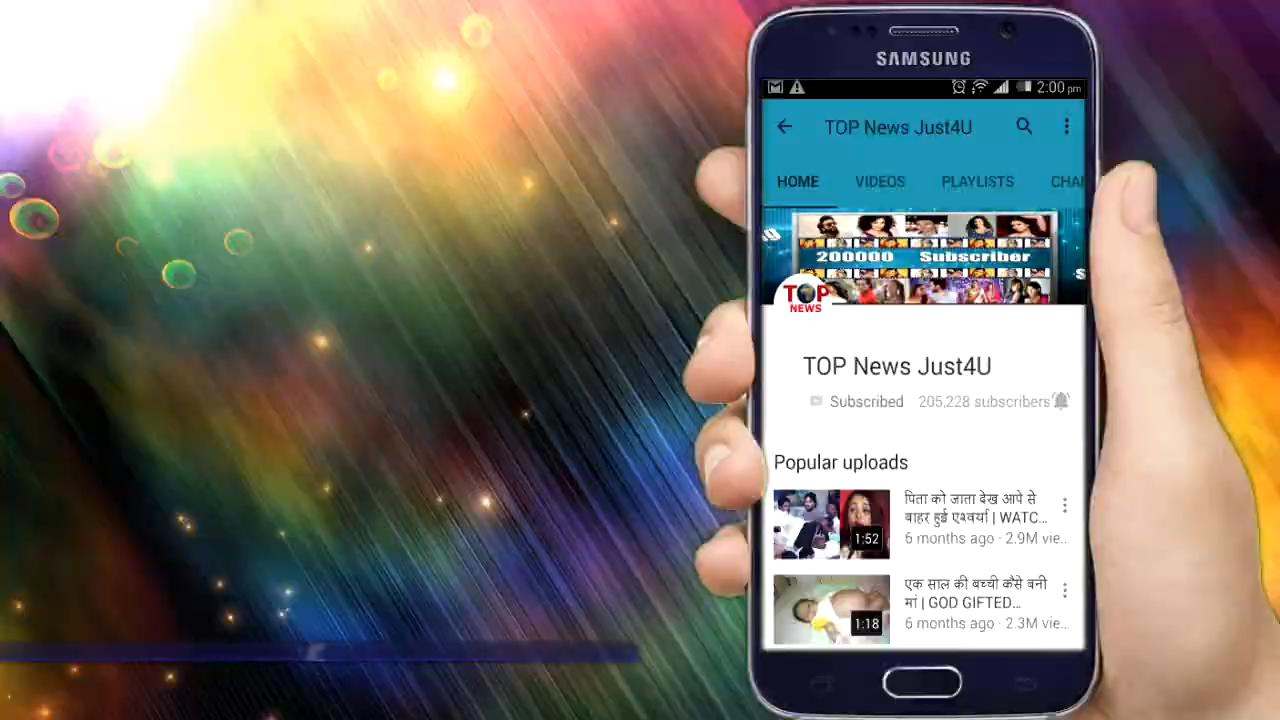 SAMSUNG
2:00 pm
TOP News Just4U
HOME VIDEOS PLAYLISTS CHAI
200000 Subscriber
TOP
NEWS
TOP News Just4U
Subscribed 205,228 subscribers
Popular uploads
पिता को जाता देख आपे से
बाहर हुई एश्वर्या | WATC...
6 months ago · 2.9M vie...
1:52
एक साल की बच्ची कैसे बनी
मां | GOD GIFTED...
6 months ago · 2.3M vie...
1:18